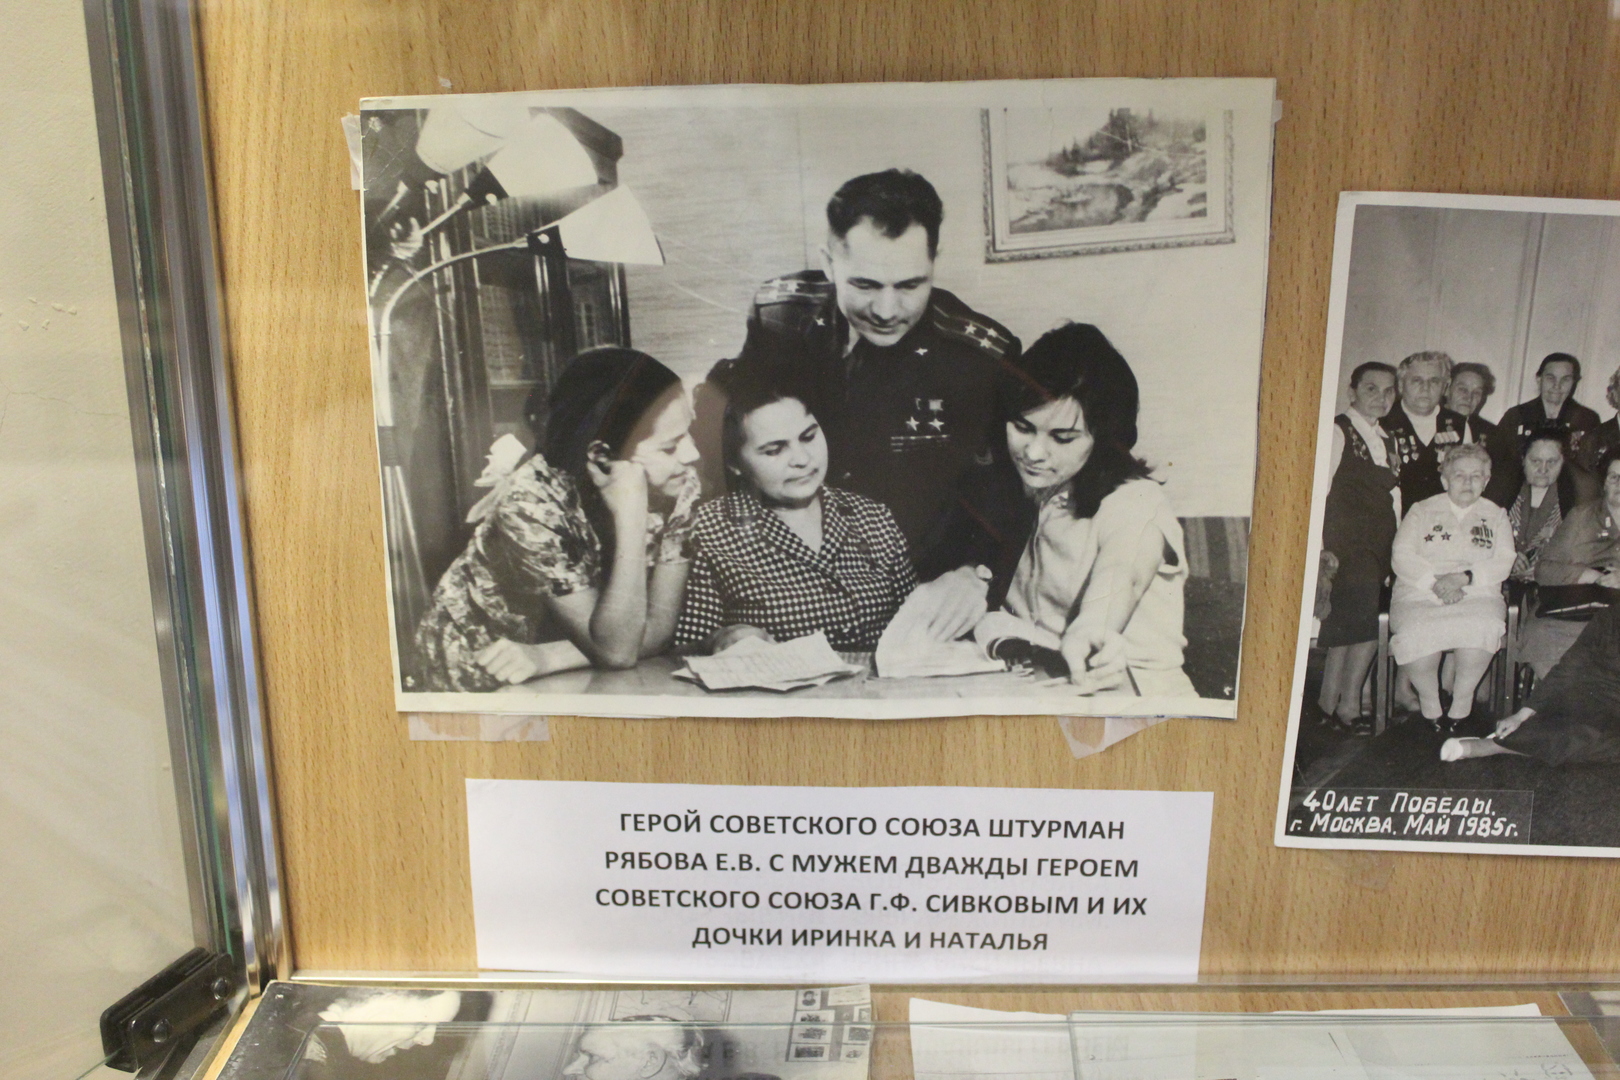 ГЕРОЙ СОВЕТСКОГО СОЮЗА ШТУРМАН
РЯБОВА Е.В. С МУЖЕМ ДВАЖДЫ ГЕРОЕМ
СОВЕТСКОГО СОЮЗА Г.Ф. СИВКОВЫМ И ИХ
ДОЧКИ ИРИНКА И НАТАЛЬЯ
40 ЛЕТ ПОБЕДЫ.
г. МОСКВА. МАЙ 1985г.